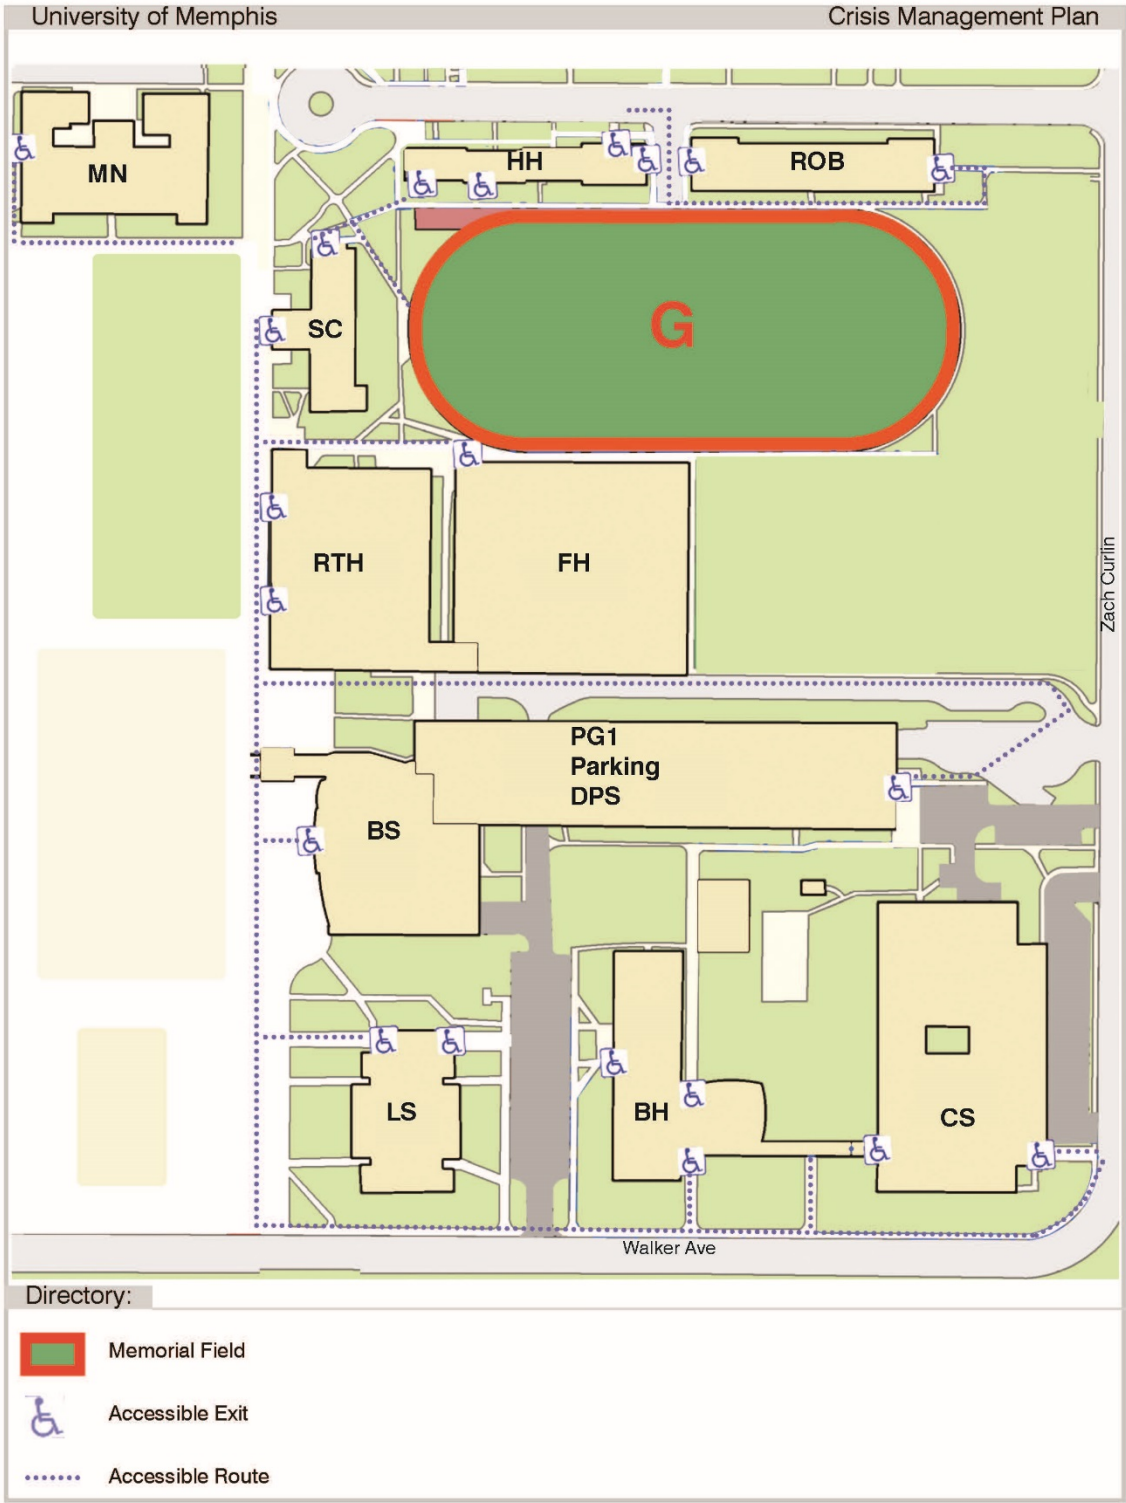 University of Memphis
Crisis Management Plan
MN
HH
ROB
SC
G
RTH
FH
Zach Curlin
PG1
Parking
DPS
BS
LS
BH
CS
Walker Ave
Directory:
Memorial Field
Accessible Exit
Accessible Route